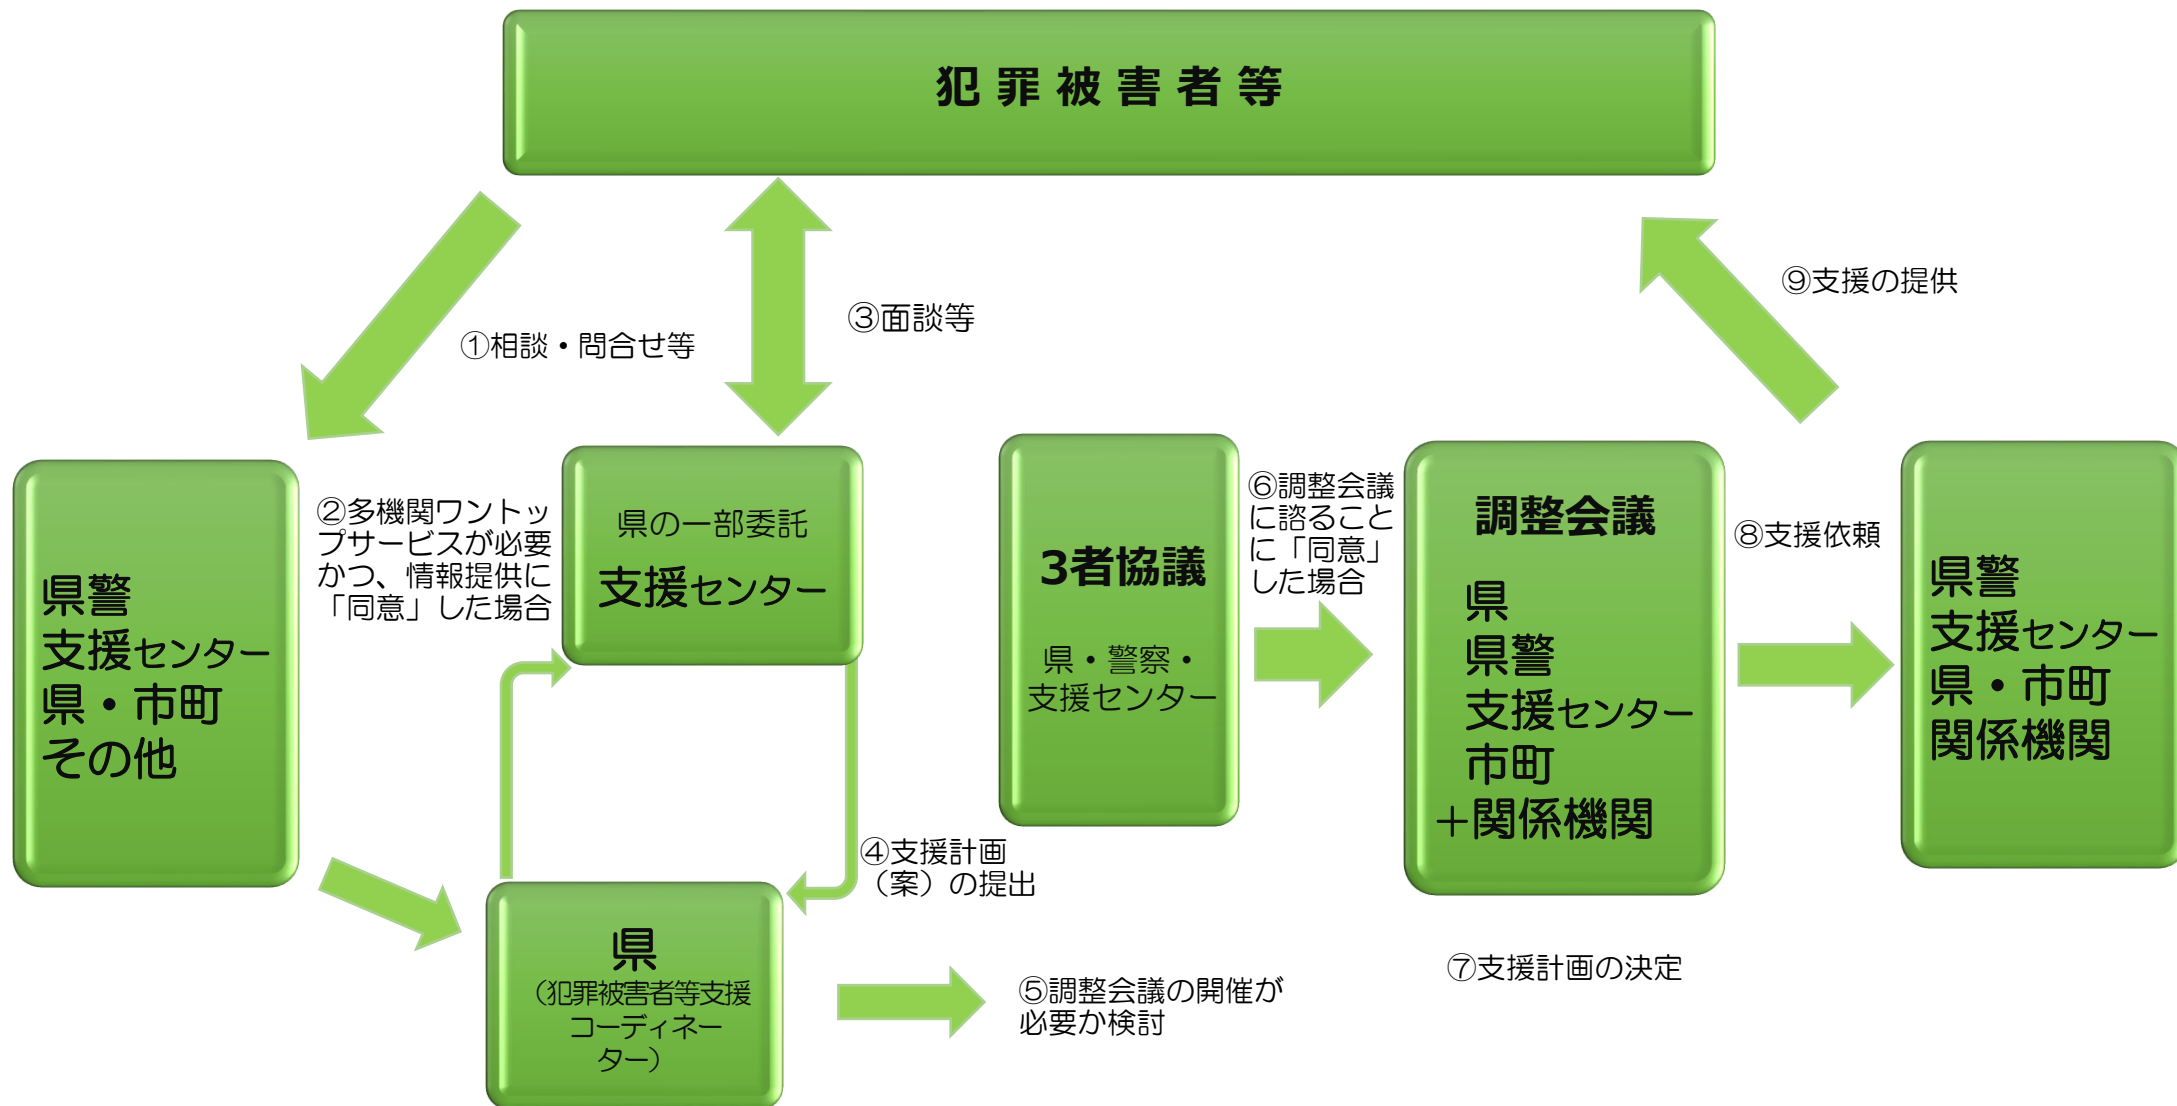 犯罪被害者等
①相談・問合せ等
③面談等
⑨支援の提供
県警
支援センター
県・市町
その他
②多機関ワントッ
プサービスが必要
かつ、情報提供に
「同意」した場合
県の一部委託
支援センター
3者協議
県・警察・
支援センター
⑥調整会議
に諮ること
に「同意」
した場合
調整会議
県
県警
支援センター
市町
+関係機関
⑧支援依頼
県警
支援センター
県・市町
関係機関
④支援計画
（案）の提出
県
（犯罪被害者等支援
コーディネー
ター）
⑤調整会議の開催が
必要か検討
⑦支援計画の決定